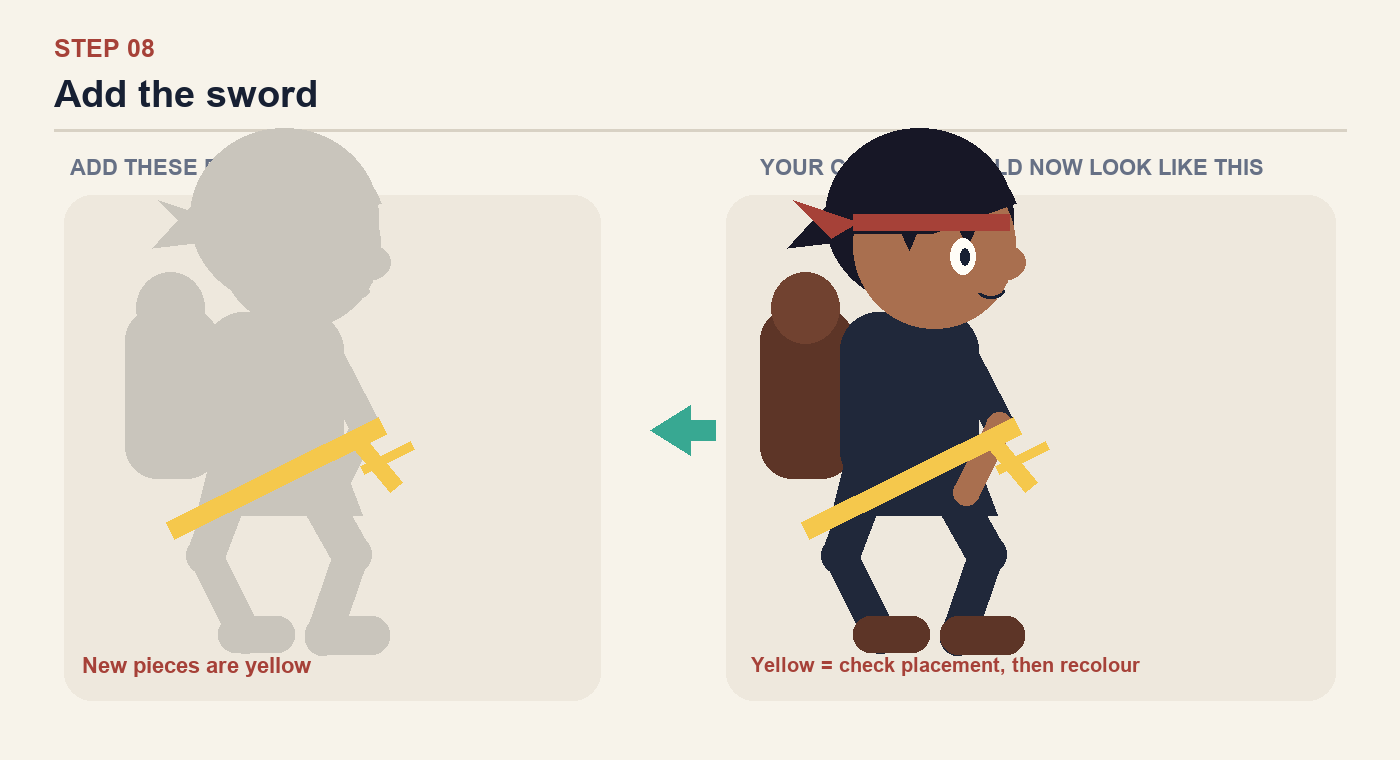 STEP 08
Add the sword
ADD THESE
YOUR
NOW LOOK LIKE THIS
New pieces are yellow
Yellow = check placement, then recolour